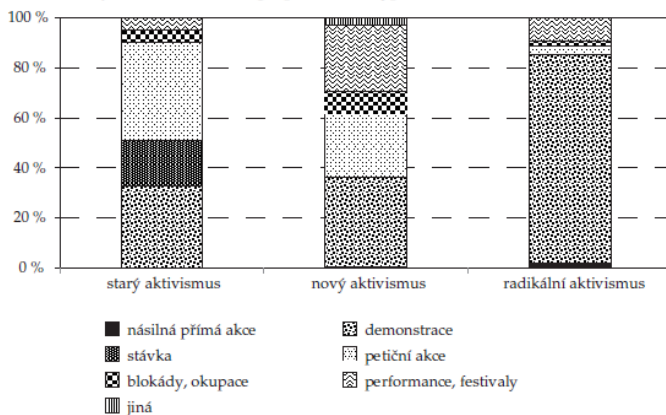 100 %
80 %
60 %
40 %
20 %
0 %
starý aktivismus nový aktivismus radikální aktivismus
násilná přímá akce demonstrace
stávka petiční akce
blokády, okupace performance, festivaly
jiná